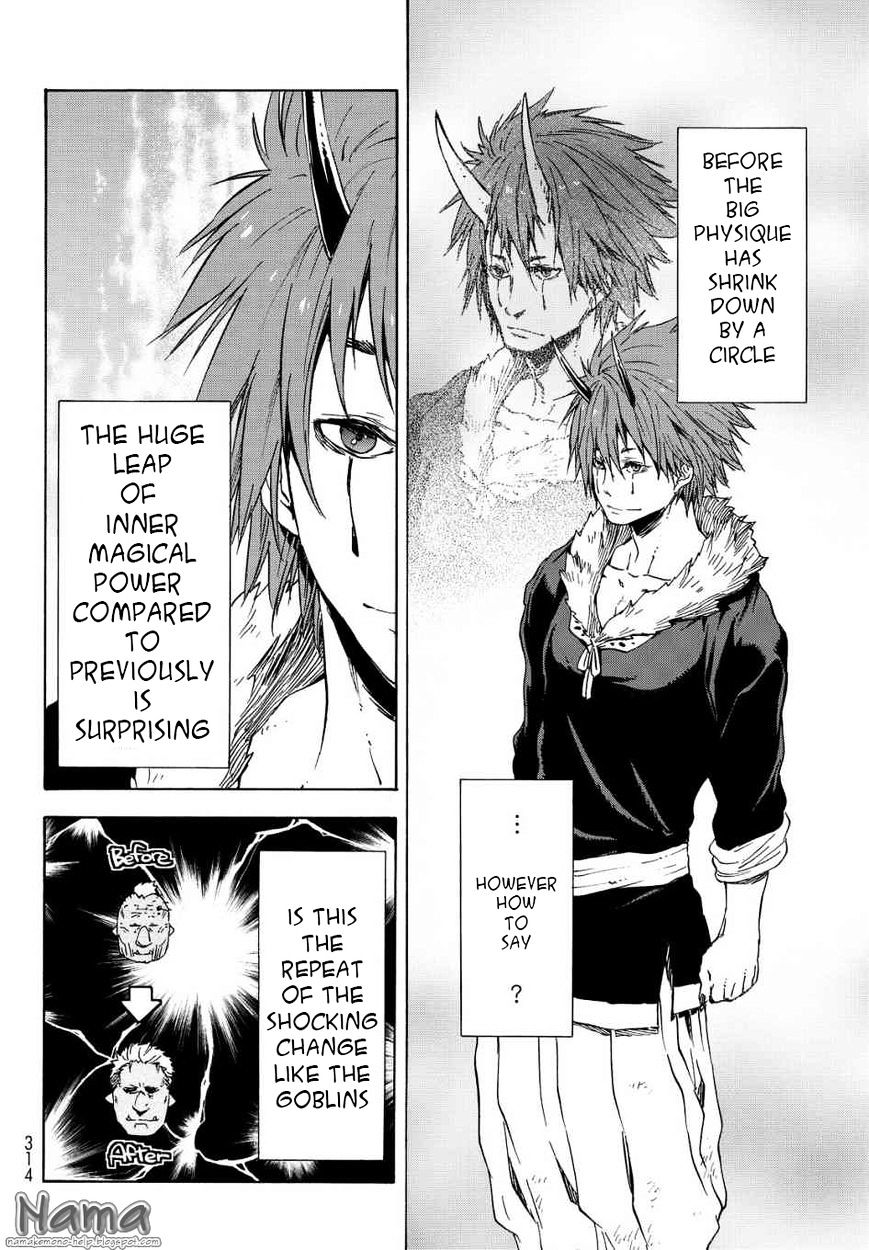 BEFORE
THE
BIG
PHYSIQUE
HAS
SHRINK
DOWN
BY A
CIRCLE
...
HOWEVER
HOW
TO
SAY
?
THE HUGE
LEAP
OF
INNER
MAGICAL
POWER
COMPARED
TO
PREVIOUSLY
IS
SURPRISING
IS THIS
THE
REPEAT
OF THE
SHOCKING
CHANGE
LIKE THE
GOBLINS
Before
After
314
Nama
namakemono-help.blogspot.com